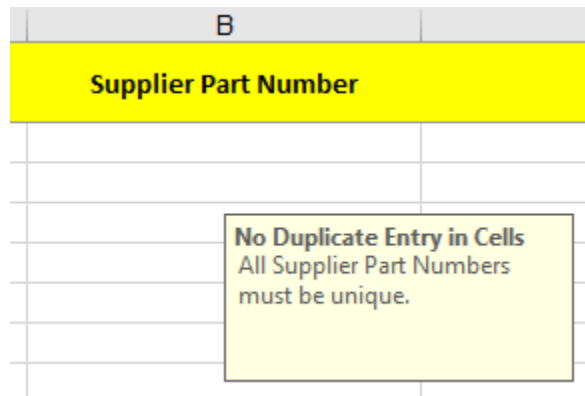 B
Supplier Part Number
No Duplicate Entry in Cells
All Supplier Part Numbers
must be unique.